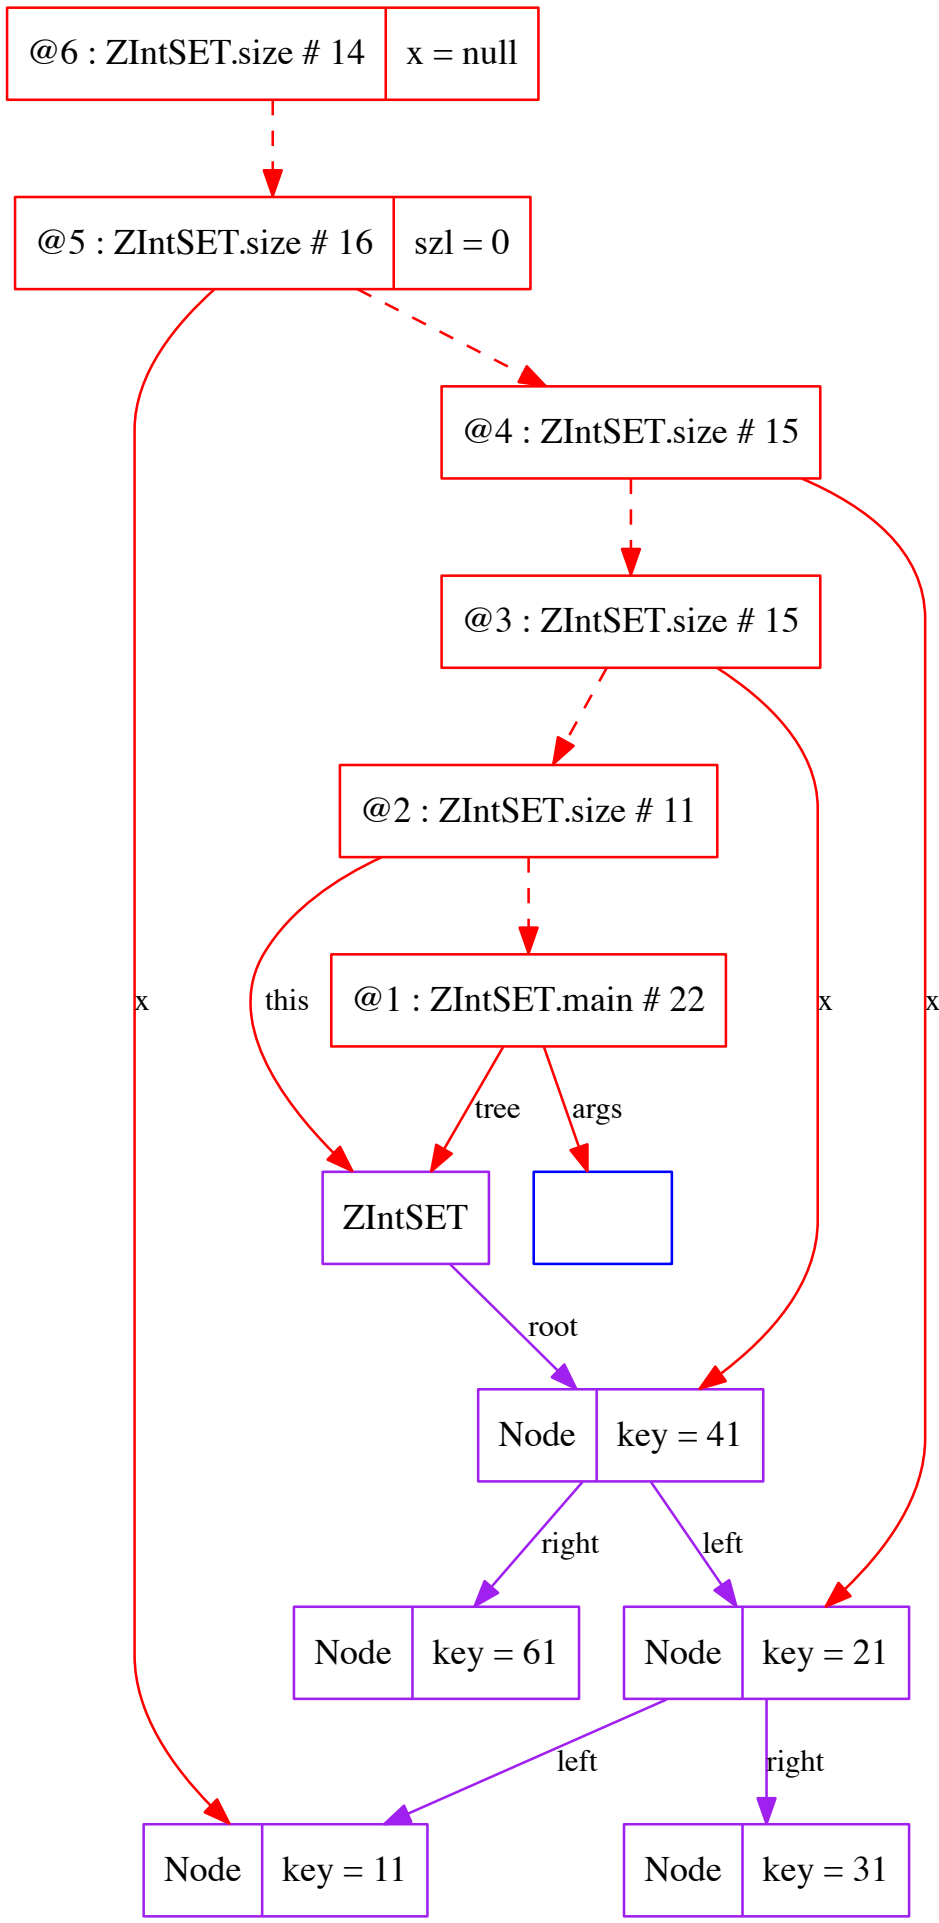 @6 : ZIntSET.size # 14 x = null
@5 : ZIntSET.size # 16 szl = 0
@4 : ZIntSET.size # 15
@3 : ZIntSET.size # 15
@2 : ZIntSET.size # 11
x
this
@1 : ZIntSET.main # 22
x
x
tree
args
ZIntSET
root
Node key = 41
right
left
Node key = 61
Node key = 21
left
right
Node key = 11
Node key = 31